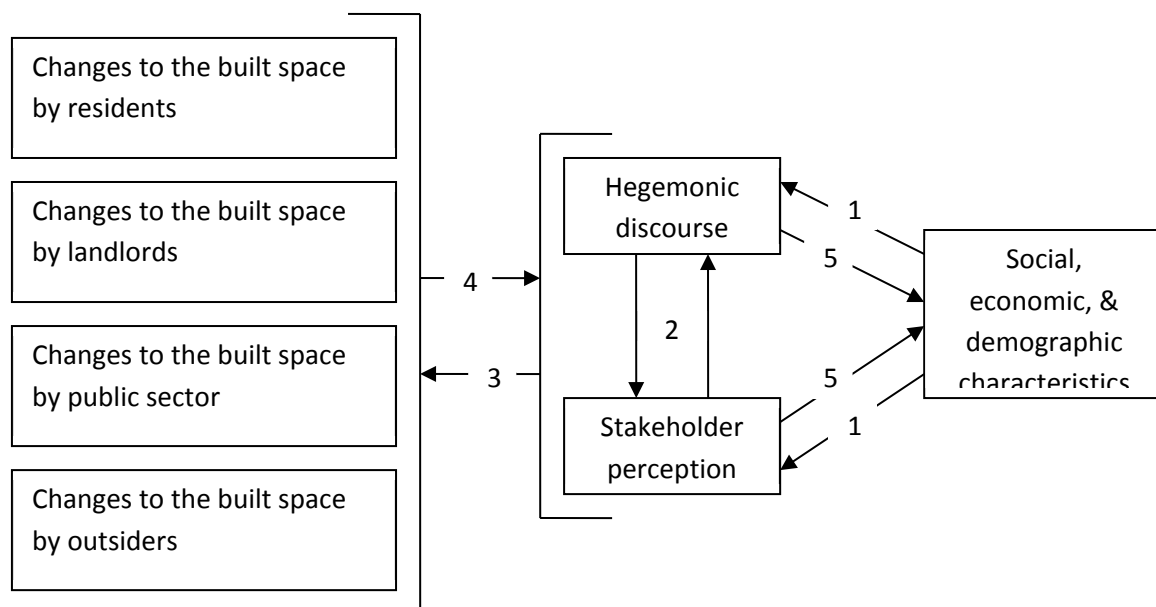 Changes to the built space
by residents
Changes to the built space
by landlords
Changes to the built space
by public sector
Changes to the built space
by outsiders
4
3
Hegemonic
discourse
2
Stakeholder
perception
1
5
5
1
Social,
economic, &
demographic
characteristics